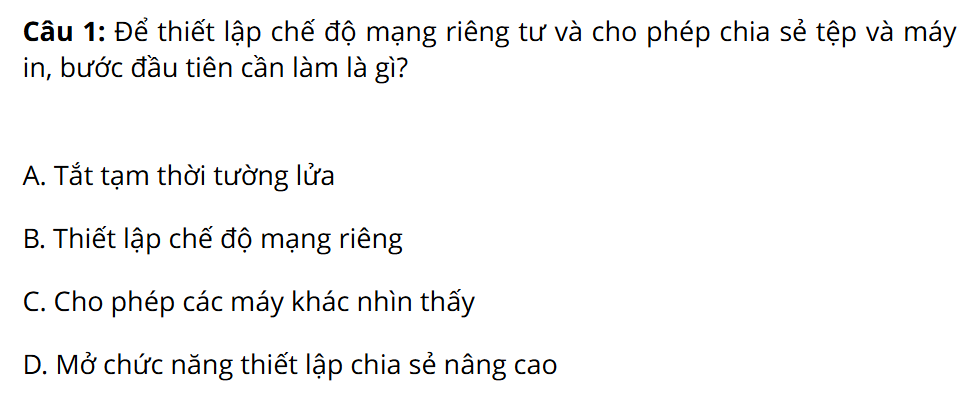 Câu 1: Để thiết lập chế độ mạng riêng tư và cho phép chia sẻ tệp và máy
in, bước đầu tiên cần làm là gì?
A. Tắt tạm thời tường lửa
B. Thiết lập chế độ mạng riêng
C. Cho phép các máy khác nhìn thấy
D. Mở chức năng thiết lập chia sẻ nâng cao